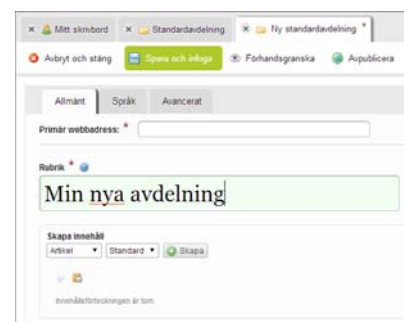 Mitt skrivbord Standardavdelning Ny standardavdelning *
Avbryt och stäng Spara och infoga Förhandsgranska Avpublicera
Allmänt Språk Avancerat
Primär webbadress: *
Rubrik *
Min nya avdelning
Skapa innehåll
Artikel Standard Skapa
Innehållsförteckningen är tom.